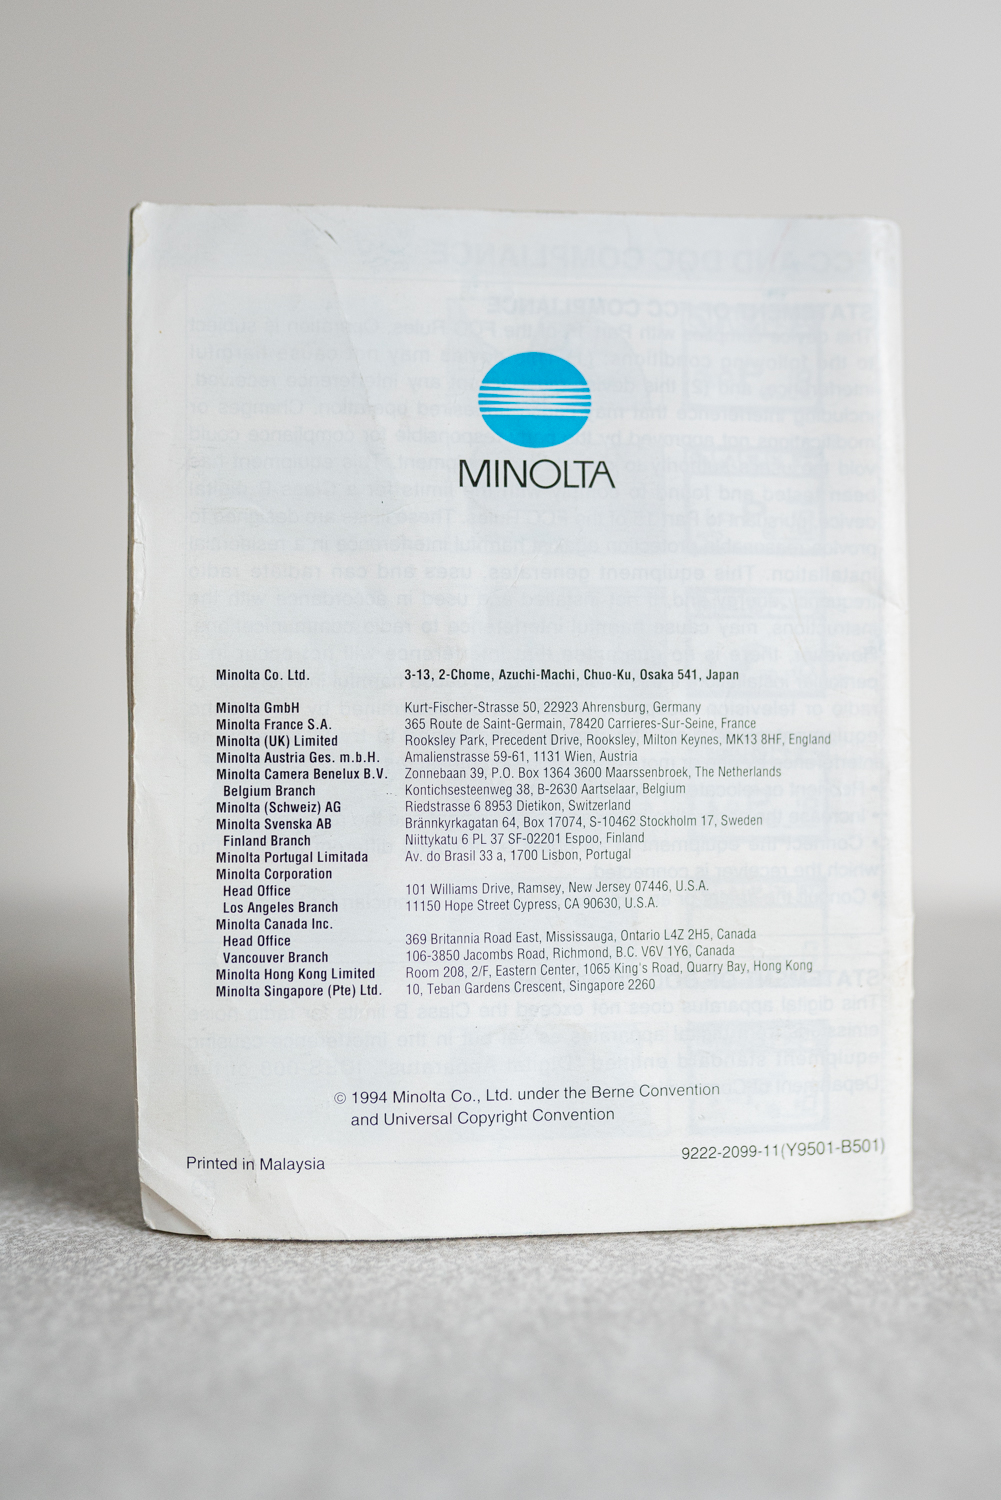 MINOLTA
Minolta Co. Ltd. 3-13, 2-Chome, Azuchi-Machi, Chuo-Ku, Osaka 541, Japan
Minolta GmbH Kurt-Fischer-Strasse 50, 22923 Ahrensburg, Germany
Minolta France S.A. 365 Route de Saint-Germain, 78420 Carrieres-Sur-Seine, France
Minolta (UK) Limited Rooksley Park, Precedent Drive, Rooksley, Milton Keynes, MK13 8HF, England
Minolta Austria Ges. m.b.H. Amalienstrasse 59-61, 1131 Wien, Austria
Minolta Camera Benelux B.V. Zonnebaan 39, P.O. Box 1364 3600 Maarssenbroek, The Netherlands
Belgium Branch Kontichsesteenweg 38, B-2630 Aartselaar, Belgium
Minolta (Schweiz) AG Riedstrasse 6 8953 Dietikon, Switzerland
Minolta Svenska AB Brännkyrkagatan 64, Box 17074, S-10462 Stockholm 17, Sweden
Finland Branch Niittykatu 6 PL 37 SF-02201 Espoo, Finland
Minolta Portugal Limitada Av. do Brasil 33 a, 1700 Lisbon, Portugal
Minolta Corporation
Head Office 101 Williams Drive, Ramsey, New Jersey 07446, U.S.A.
Los Angeles Branch 11150 Hope Street Cypress, CA 90630, U.S.A.
Minolta Canada Inc.
Head Office 369 Britannia Road East, Mississauga, Ontario L4Z 2H5, Canada
Vancouver Branch 106-3850 Jacombs Road, Richmond, B.C. V6V 1Y6, Canada
Minolta Hong Kong Limited Room 208, 2/F, Eastern Center, 1065 King's Road, Quarry Bay, Hong Kong
Minolta Singapore (Pte) Ltd. 10, Teban Gardens Crescent, Singapore 2260
© 1994 Minolta Co., Ltd. under the Berne Convention
and Universal Copyright Convention
Printed in Malaysia 9222-2099-11(Y9501-B501)